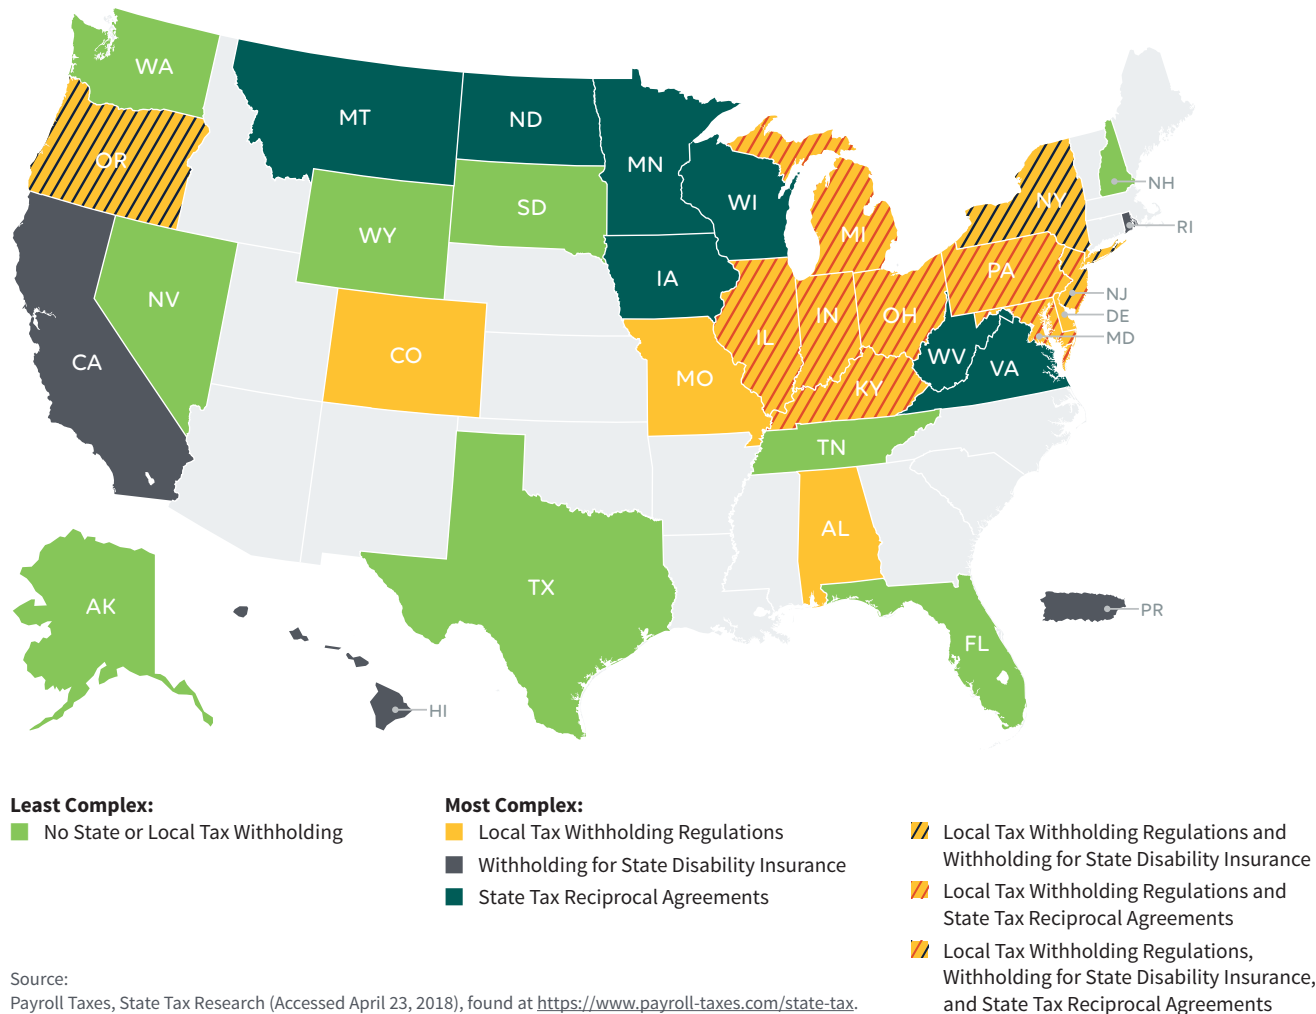 WA
MT
ND
MN
OR
SD
WI
NH
WY
NY
MI
RI
IA
PA
NV
NJ
IN
OH
DE
IL
MD
CO
WV
CA
VA
MO
KY
TN
AL
TX
AK
PR
FL
HI
Least Complex:
No State or Local Tax Withholding
Most Complex:
Local Tax Withholding Regulations
Withholding for State Disability Insurance
State Tax Reciprocal Agreements
Local Tax Withholding Regulations and
Withholding for State Disability Insurance
Local Tax Withholding Regulations and
State Tax Reciprocal Agreements
Local Tax Withholding Regulations,
Withholding for State Disability Insurance,
and State Tax Reciprocal Agreements
Source:
Payroll Taxes, State Tax Research (Accessed April 23, 2018), found at https://www.payroll-taxes.com/state-tax.